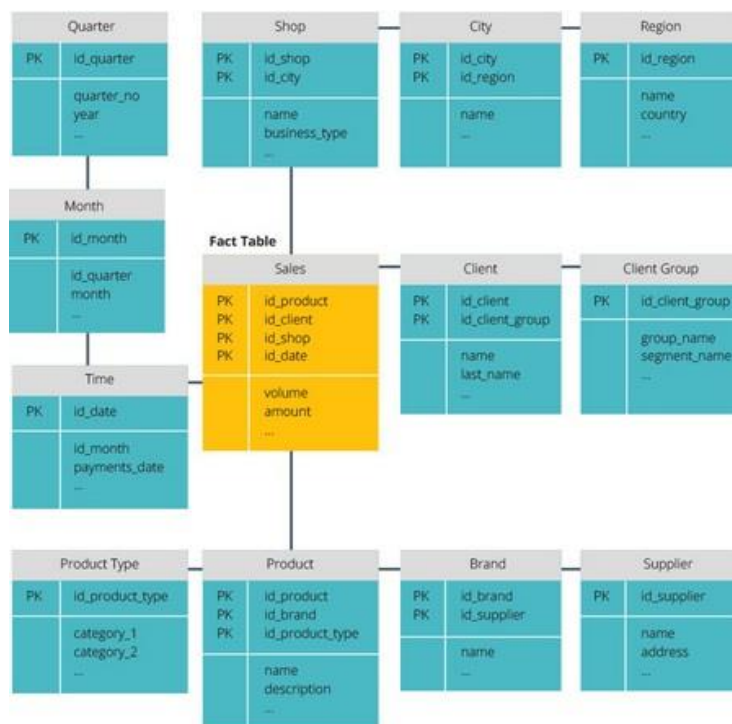 Quarter
PK id_quarter
quarter_no
year
...
Shop
PK id_shop
PK id_city
name
business_type
...
City
PK id_city
PK id_region
name
...
Region
PK id_region
name
country
...
Month
PK id_month
id_quarter
month
...
Fact Table
Sales
PK id_product
PK id_client
PK id_shop
PK id_date
volume
amount
...
Client
PK id_client
PK id_client_group
name
last_name
...
Client Group
PK id_client_group
group_name
segment_name
...
Time
PK id_date
id_month
payments_date
...
Product Type
PK id_product_type
category_1
category_2
...
Product
PK id_product
PK id_brand
PK id_product_type
name
description
...
Brand
PK id_brand
PK id_supplier
name
...
Supplier
PK id_supplier
name
address
...